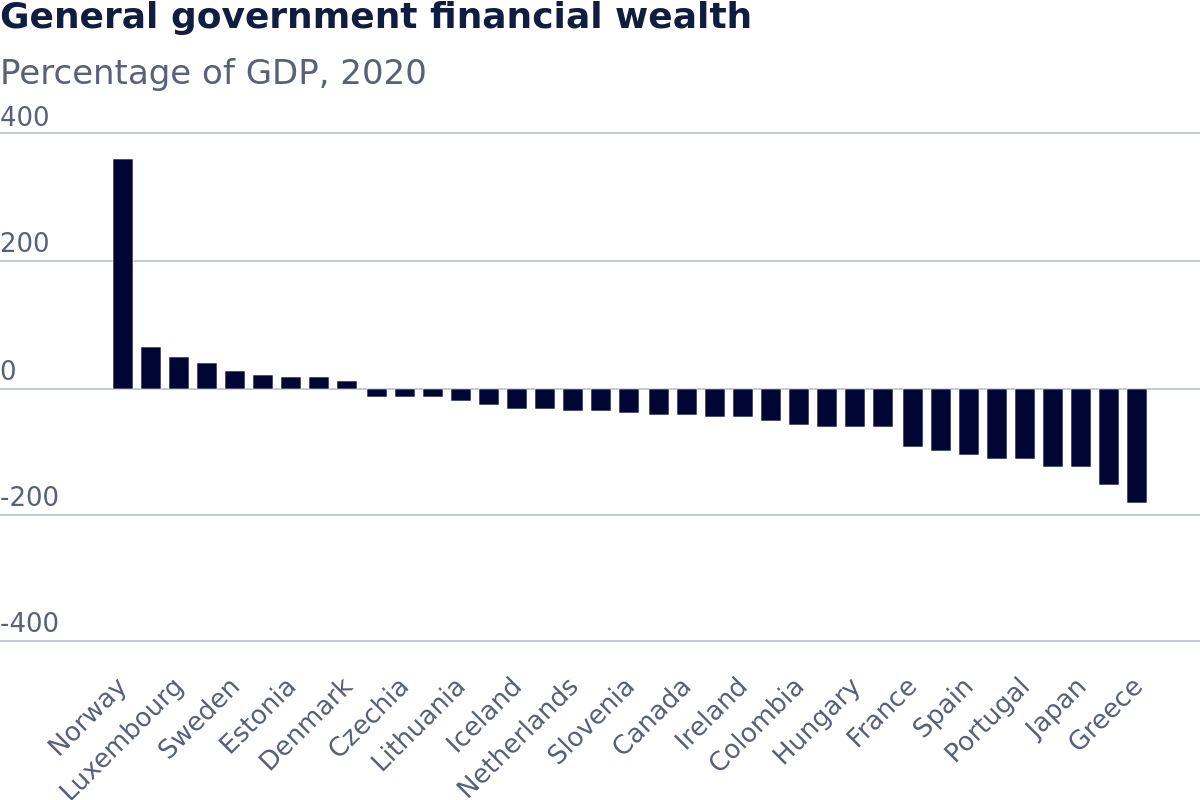 General government financial wealth
Percentage of GDP, 2020
400
200
0
-200
-400
Norway
Luxembourg
Sweden
Estonia
Denmark
Czechia
Lithuania
Iceland
Netherlands
Slovenia
Canada
Ireland
Colombia
Hungary
France
Spain
Portugal
Japan
Greece